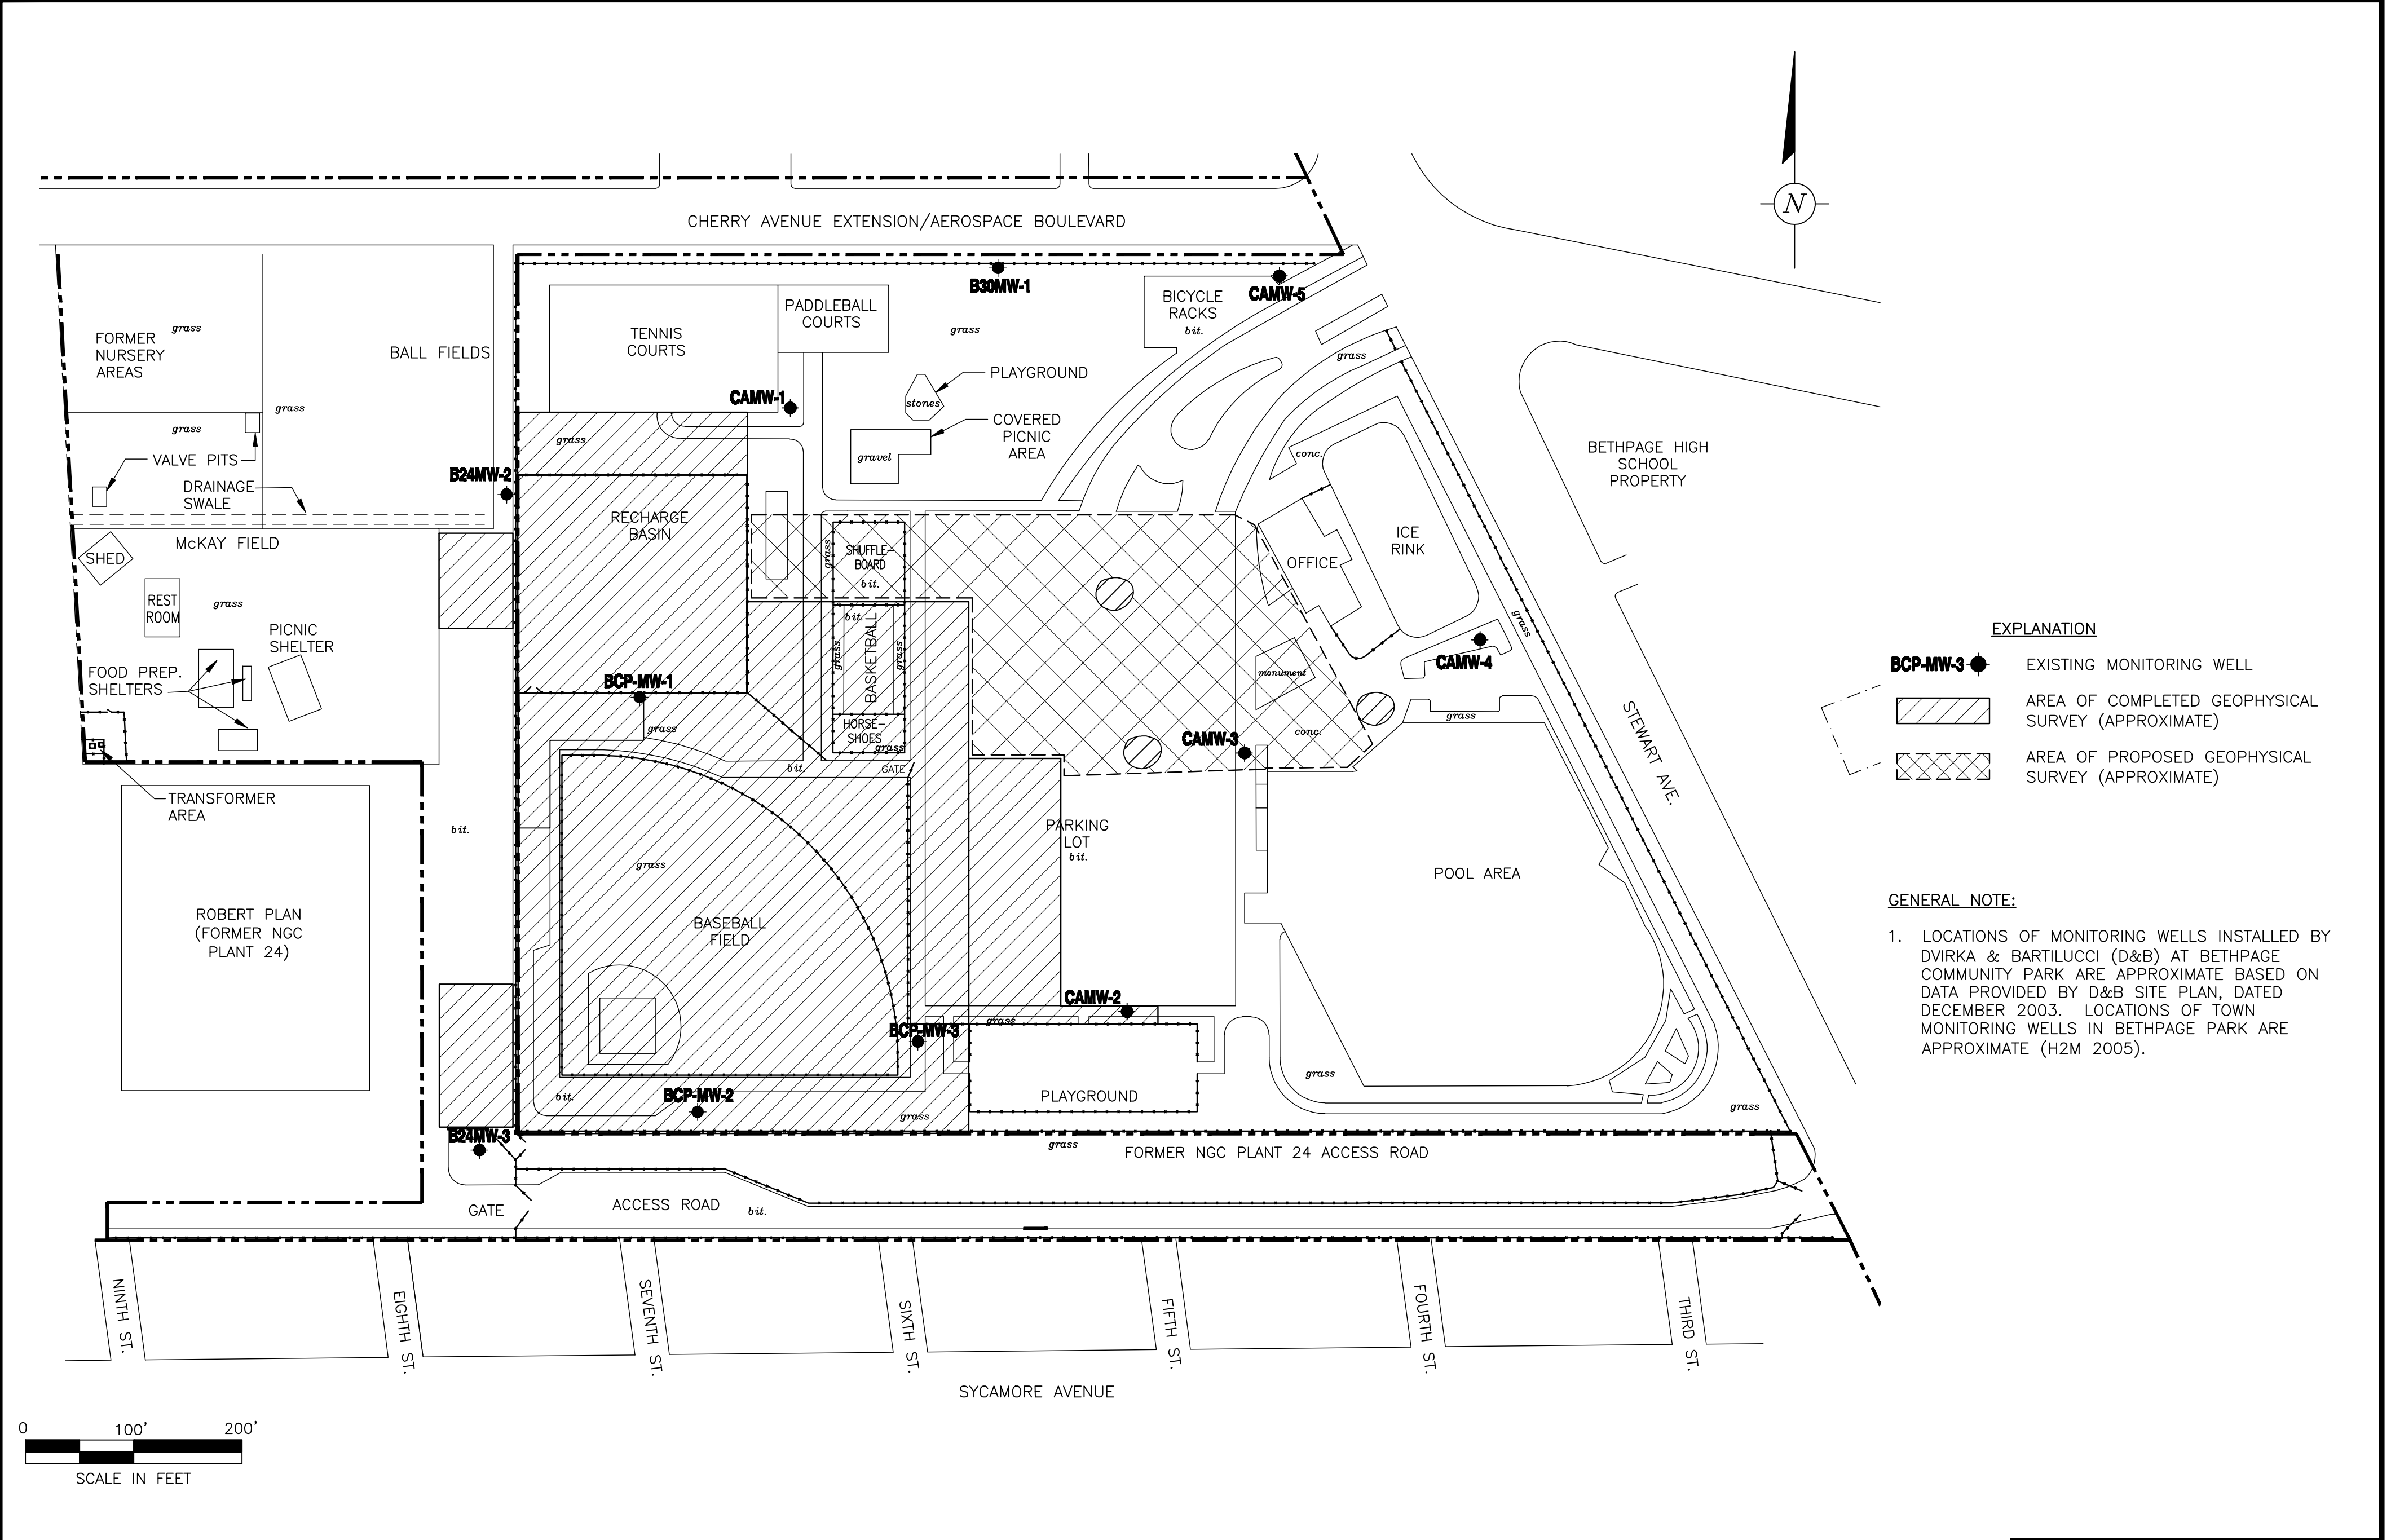 N
CHERRY AVENUE EXTENSION/AEROSPACE BOULEVARD
B30MW-1
CAMW-5
BICYCLE
RACKS
bit.
PADDLEBALL
COURTS
TENNIS
COURTS
grass
grass
FORMER
NURSERY
AREAS
BALL FIELDS
grass
PLAYGROUND
stones
CAMW-1
grass
COVERED
PICNIC
AREA
gravel
grass
grass
VALVE PITS
B24MW-2
DRAINAGE
SWALE
conc.
BETHPAGE HIGH
SCHOOL
PROPERTY
RECHARGE
BASIN
McKAY FIELD
SHED
grass
SHUFFLE-
BOARD
bit.
ICE
RINK
OFFICE
REST
ROOM
grass
PICNIC
SHELTER
bit.
BASKETBALL
grass
grass
grass
CAMW-4
FOOD PREP.
SHELTERS
BCP-MW-1
monument
HORSE-
SHOES
grass
grass
grass
conc.
CAMW-3
STEWART AVE.
bit.
GATE
TRANSFORMER
AREA
bit.
PARKING
LOT
bit.
grass
POOL AREA
ROBERT PLAN
(FORMER NGC
PLANT 24)
BASEBALL
FIELD
CAMW-2
grass
BCP-MW-3
grass
PLAYGROUND
bit.
BCP-MW-2
grass
grass
B24MW-3
grass
FORMER NGC PLANT 24 ACCESS ROAD
GATE
ACCESS ROAD
bit.
NINTH ST.
EIGHTH ST.
SEVENTH ST.
SIXTH ST.
FIFTH ST.
FOURTH ST.
THIRD ST.
SYCAMORE AVENUE
0 100' 200'
SCALE IN FEET
EXPLANATION
BCP-MW-3 EXISTING MONITORING WELL
AREA OF COMPLETED GEOPHYSICAL
SURVEY (APPROXIMATE)
AREA OF PROPOSED GEOPHYSICAL
SURVEY (APPROXIMATE)
GENERAL NOTE:
1. LOCATIONS OF MONITORING WELLS INSTALLED BY
DVIRKA & BARTILUCCI (D&B) AT BETHPAGE
COMMUNITY PARK ARE APPROXIMATE BASED ON
DATA PROVIDED BY D&B SITE PLAN, DATED
DECEMBER 2003. LOCATIONS OF TOWN
MONITORING WELLS IN BETHPAGE PARK ARE
APPROXIMATE (H2M 2005).